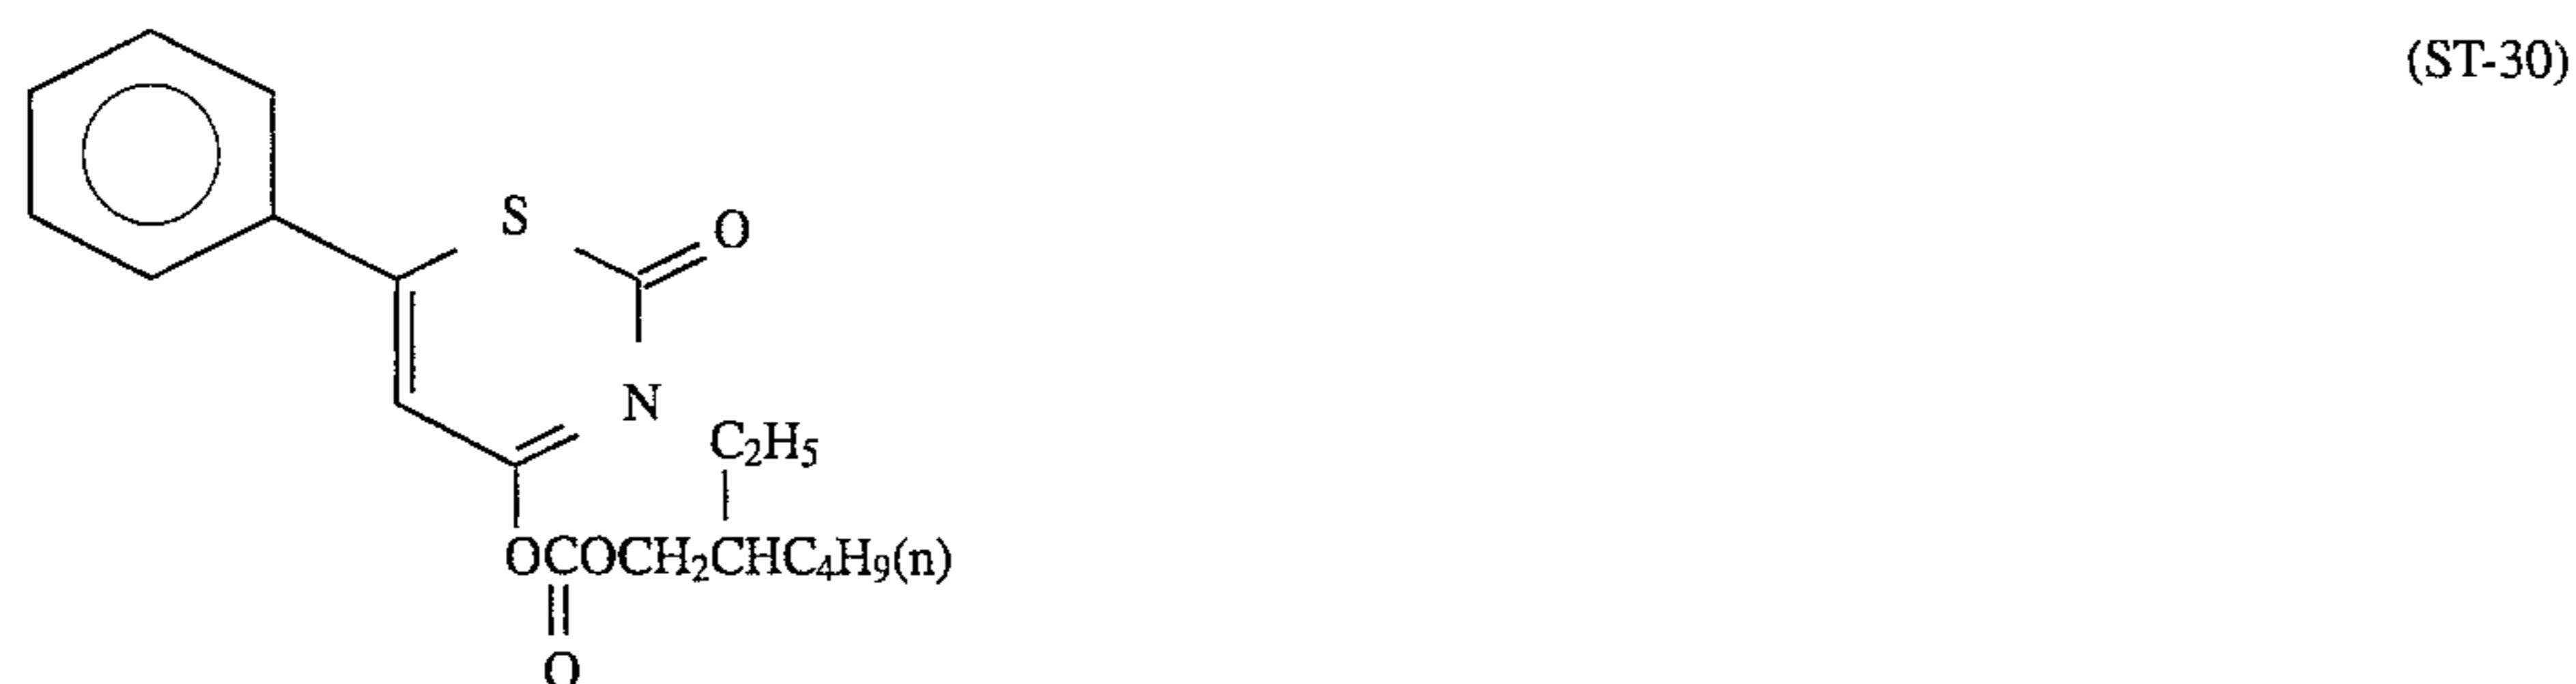 (ST-30)
S
O
N
C2H5
OCOCH2CHC4H9(n)
O